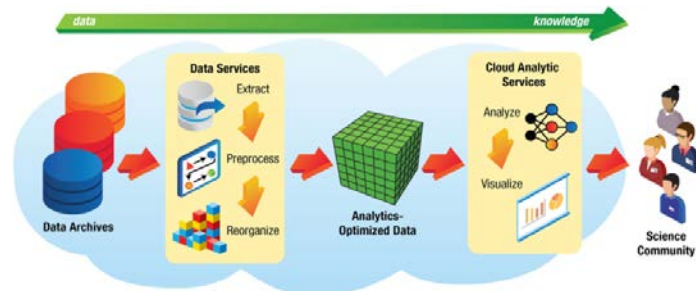 data
knowledge
Data Services
Extract
Preprocess
Reorganize
Data Archives
Analytics-
Optimized Data
Cloud Analytic
Services
Analyze
Visualize
Science
Community